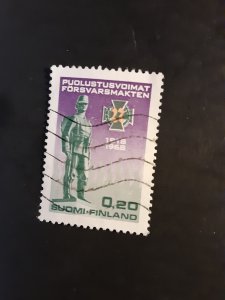 PUOLUSTUSVOIMAT
FÖRSVARSMAKTEN
1918
1968
0,20
SUOMI-FINLAND